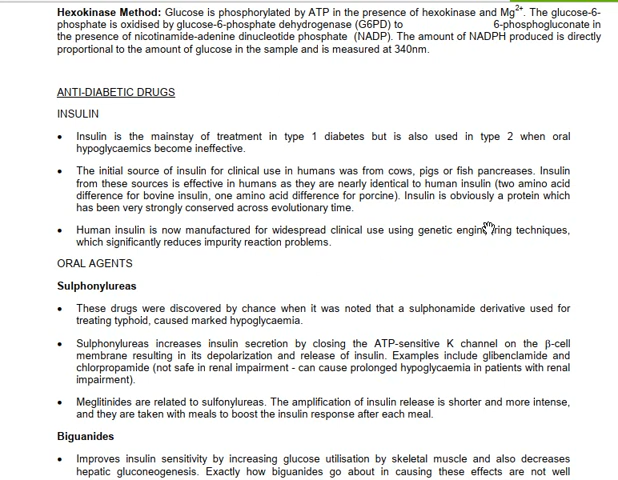 Hexokinase Method: Glucose is phosphorylated by ATP in the presence of hexokinase and Mg2+. The glucose-6-
phosphate is oxidised by glucose-6-phosphate dehydrogenase (G6PD) to 6-phosphogluconate in
the presence of nicotinamide-adenine dinucleotide phosphate (NADP). The amount of NADPH produced is directly
proportional to the amount of glucose in the sample and is measured at 340nm.
ANTI-DIABETIC DRUGS
INSULIN
• Insulin is the mainstay of treatment in type 1 diabetes but is also used in type 2 when oral
hypoglycaemics become ineffective.
• The initial source of insulin for clinical use in humans was from cows, pigs or fish pancreases. Insulin
from these sources is effective in humans as they are nearly identical to human insulin (two amino acid
difference for bovine insulin, one amino acid difference for porcine). Insulin is obviously a protein which
has been very strongly conserved across evolutionary time.
• Human insulin is now manufactured for widespread clinical use using genetic engineering techniques,
which significantly reduces impurity reaction problems.
ORAL AGENTS
Sulphonylureas
• These drugs were discovered by chance when it was noted that a sulphonamide derivative used for
treating typhoid, caused marked hypoglycaemia.
• Sulphonylureas increases insulin secretion by closing the ATP-sensitive K channel on the β-cell
membrane resulting in its depolarization and release of insulin. Examples include glibenclamide and
chlorpropamide (not safe in renal impairment - can cause prolonged hypoglycaemia in patients with renal
impairment).
• Meglitinides are related to sulfonylureas. The amplification of insulin release is shorter and more intense,
and they are taken with meals to boost the insulin response after each meal.
Biguanides
• Improves insulin sensitivity by increasing glucose utilisation by skeletal muscle and also decreases
hepatic gluconeogenesis. Exactly how biguanides go about in causing these effects are not well